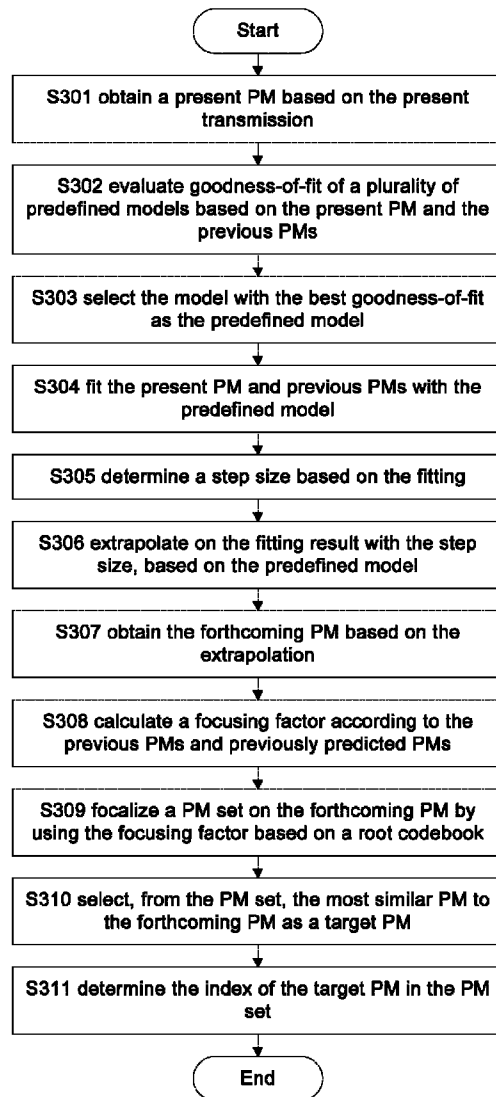 Start
S301 obtain a present PM based on the present
transmission
S302 evaluate goodness-of-fit of a plurality of
predefined models based on the present PM and the
previous PMs
S303 select the model with the best goodness-of-fit
as the predefined model
S304 fit the present PM and previous PMs with the
predefined model
S305 determine a step size based on the fitting
S306 extrapolate on the fitting result with the step
size, based on the predefined model
S307 obtain the forthcoming PM based on the
extrapolation
S308 calculate a focusing factor according to the
previous PMs and previously predicted PMs
S309 focalize a PM set on the forthcoming PM by
using the focusing factor based on a root codebook
S310 select, from the PM set, the most similar PM to
the forthcoming PM as a target PM
S311 determine the index of the target PM in the PM
set
End